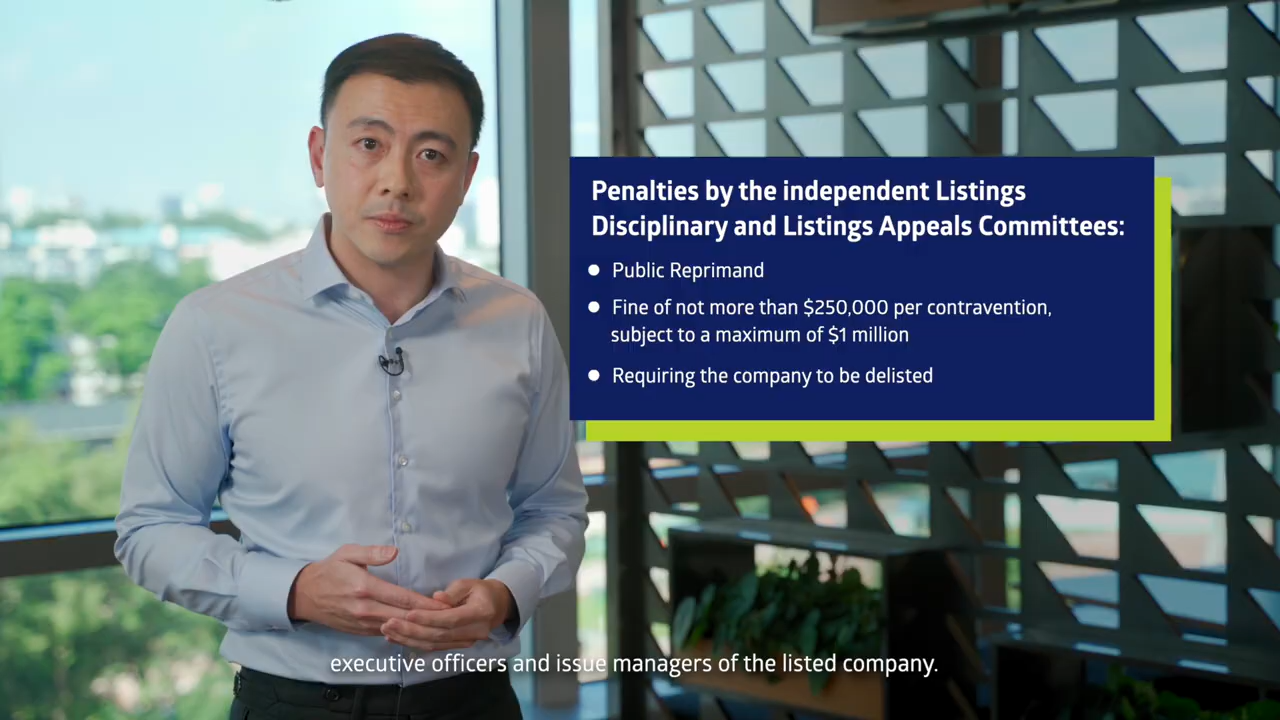 Penalties by the independent Listings
Disciplinary and Listings Appeals Committees:
● Public Reprimand
● Fine of not more than $250,000 per contravention,
subject to a maximum of $1 million
● Requiring the company to be delisted
executive officers and issue managers of the listed company.